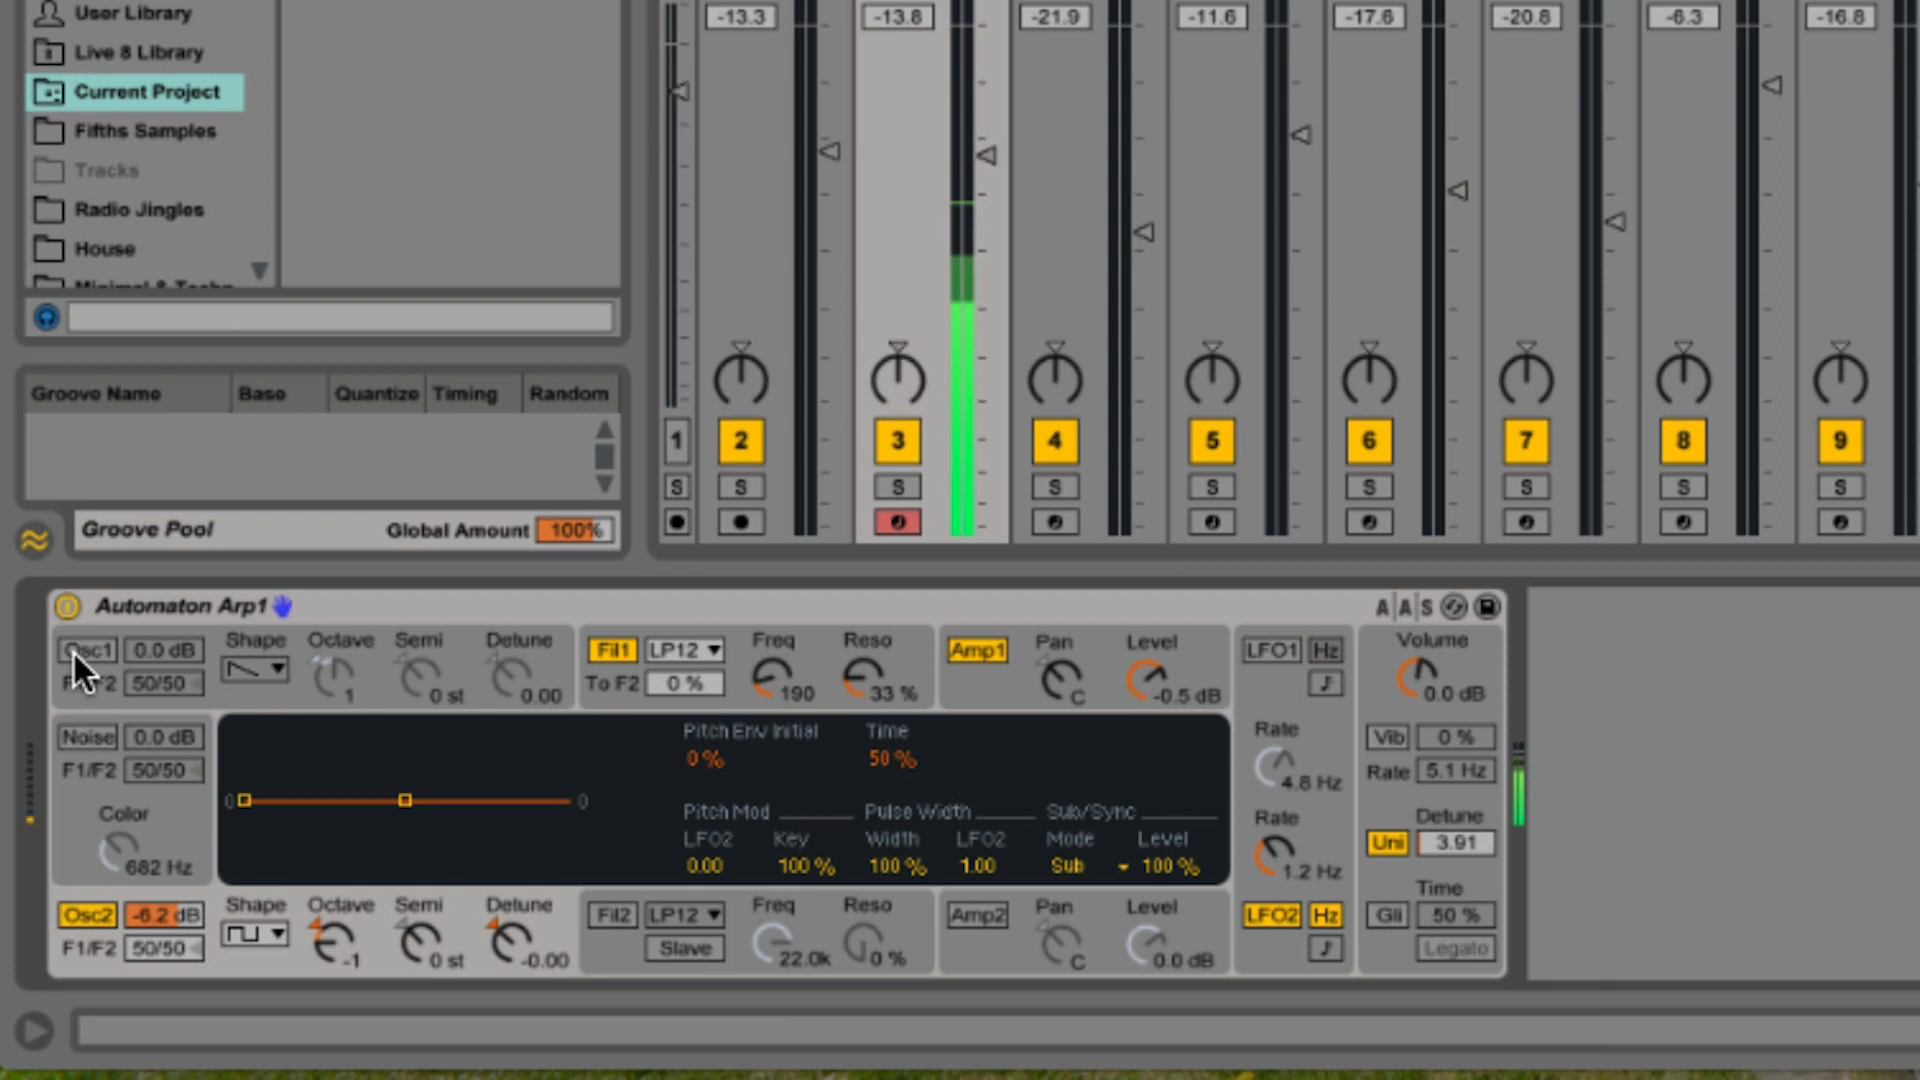 User Library
Live 8 Library
Current Project
Fifths Samples
Tracks
Radio Jingles
House
-13.3 -13.8 -21.9 -11.6 -17.6 -20.8 -6.3 -16.8
1 2 3 4 5 6 7 8 9
S S S S S S S S S
Groove Name Base Quantize Timing Random
Groove Pool Global Amount 100%
Automaton Arp1 A|A|S
Osc1 0.0 dB Shape Octave Semi Detune Fil1 LP12 Freq Reso Amp1 Pan Level LFO1 Hz Volume
50/50 1 0 st 0.00 To F2 0 % 190 33 % C -0.5 dB 0.0 dB
Noise 0.0 dB Pitch Env Initial Time Rate Vib 0 %
F1/F2 50/50 0 % 50 % 4.8 Hz Rate 5.1 Hz
Color 0 0 Pitch Mod Pulse Width Sub/Sync Rate Detune
LFO2 Key Width LFO2 Mode Level Uni 3.91
682 Hz 0.00 100 % 100 % 1.00 Sub 100 % 1.2 Hz
Time
Osc2 -6.2 dB Shape Octave Semi Detune Fil2 LP12 Freq Reso Amp2 Pan Level LFO2 Hz Gli 50 %
F1/F2 50/50 -1 0 st -0.00 Slave 22.0k 0 % C 0.0 dB Legato